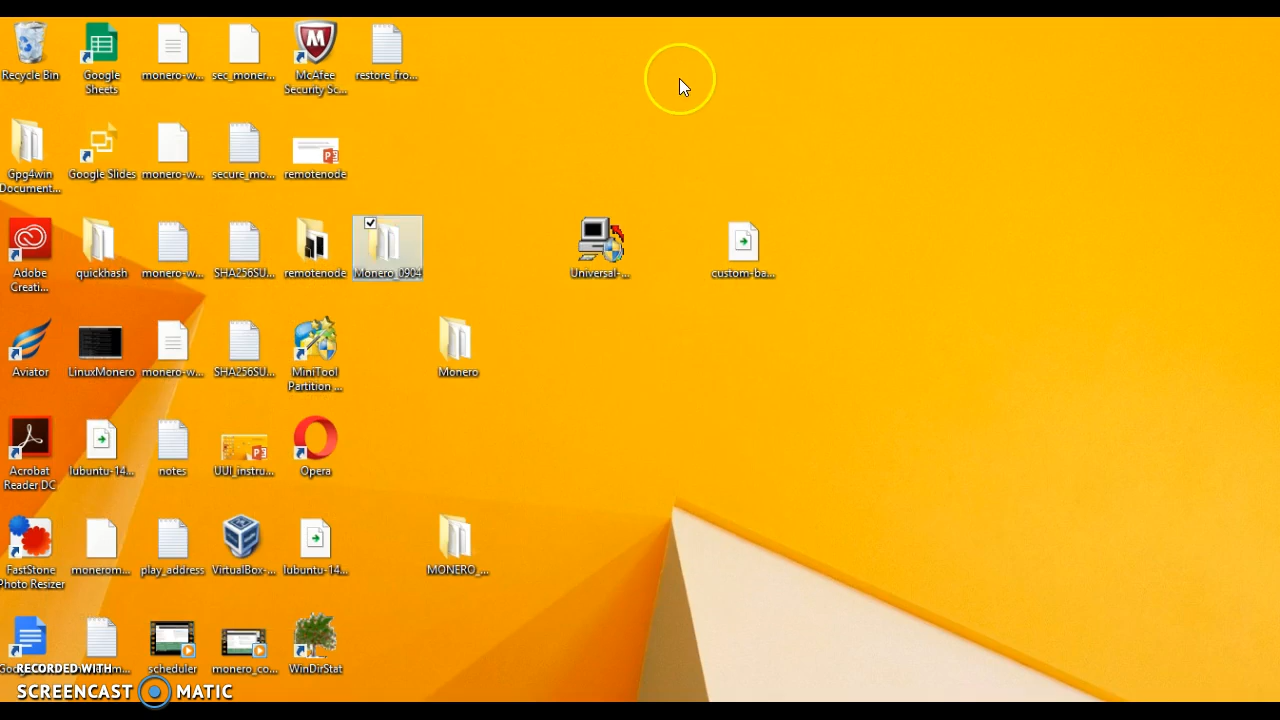 Recycle Bin
Google
Sheets
monero-w...
sec_moner...
McAfee
Security Sc...
restore_fro...
Gpg4win
Document...
Google Slides
monero-w...
secure_mo...
remotenode
Adobe
Creati...
quickhash
monero-w...
SHA256SU...
remotenode
Monero_0904
Universal-...
custom-ba...
Aviator
LinuxMonero
monero-w...
SHA256SU...
MiniTool
Partition ...
Monero
Acrobat
Reader DC
lubuntu-14...
notes
UUI_instru...
Opera
FastStone
Photo Resizer
monerom...
play_address
VirtualBox-...
lubuntu-14...
MONERO_...
scheduler
monero_co...
WinDirStat
RECORDED WITH
SCREENCAST MATIC